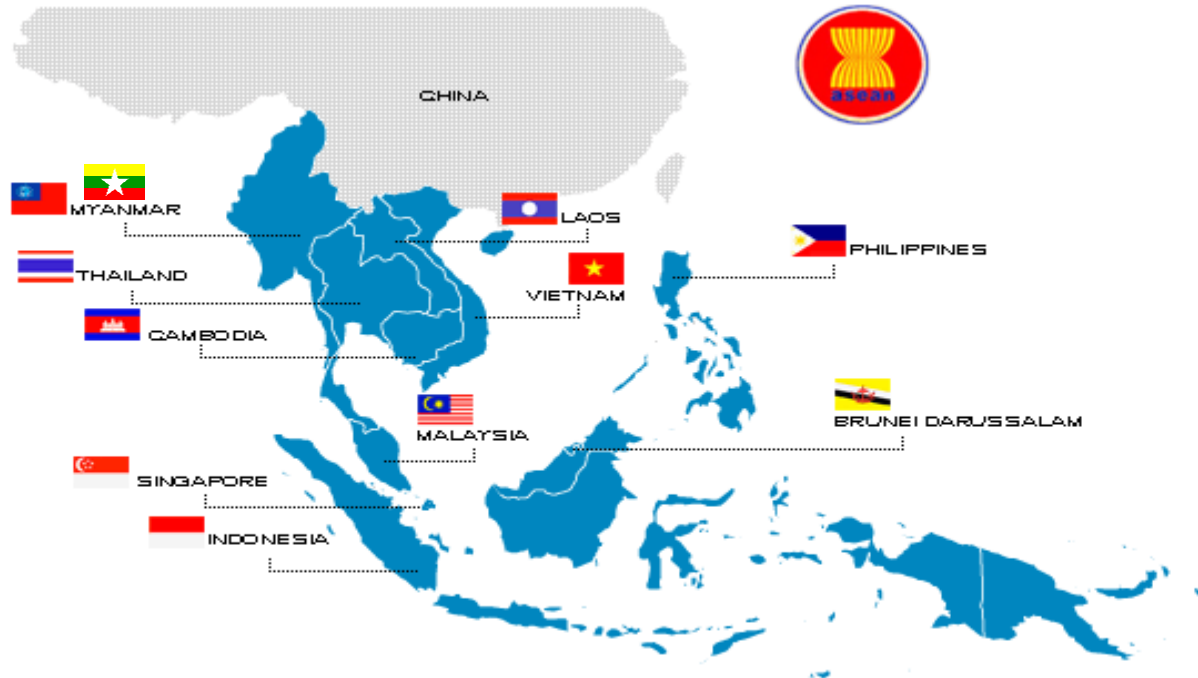 CHINA
asean
MYANMAR
LAOS
PHILIPPINES
THAILAND
VIETNAM
CAMBODIA
BRUNEI DARUSSALAM
MALAYSIA
SINGAPORE
INDONESIA